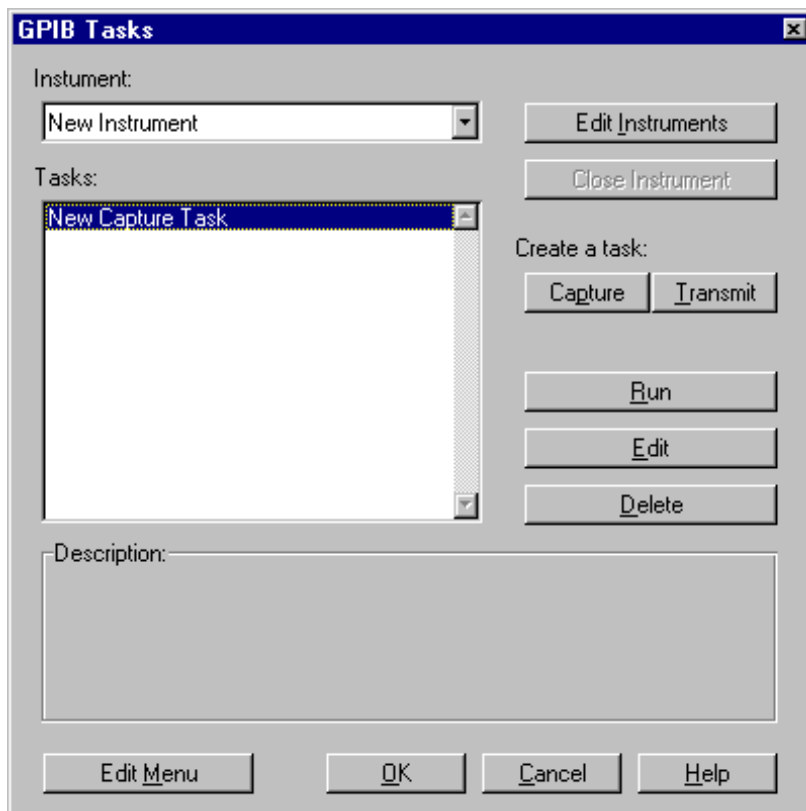 GPIB Tasks
Instument:
New Instrument
Edit Instruments
Close Instrument
Tasks:
New Capture Task
Create a task:
Capture
Transmit
Run
Edit
Delete
Description:
Edit Menu
OK
Cancel
Help